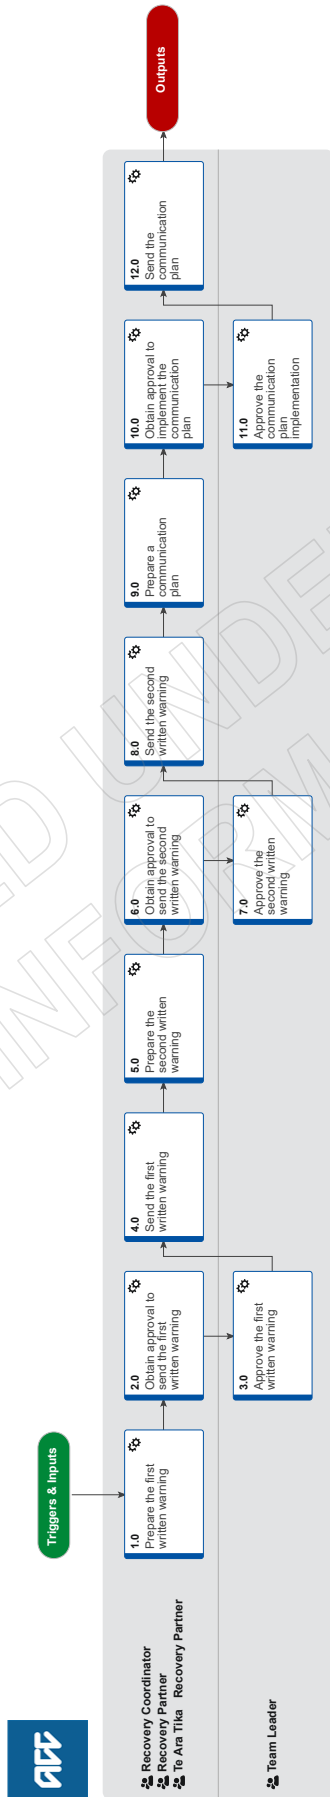 acc
Triggers & Inputs
Outputs
Recovery Coordinator
Recovery Partner
Te Ara Tika Recovery Partner
1.0
Prepare the first
written warning
2.0
Obtain approval to
send the first
written warning
4.0
Send the first
written warning
5.0
Prepare the
second written
warning
6.0
Obtain approval to
send the second
written warning
8.0
Send the second
written warning
9.0
Prepare a
communication
plan
10.0
Obtain approval to
implement the
communication
plan
12.0
Send the
communication
plan
Team Leader
3.0
Approve the first
written warning
7.0
Approve the
second written
warning
11.0
Approve the
communication
plan
implementation